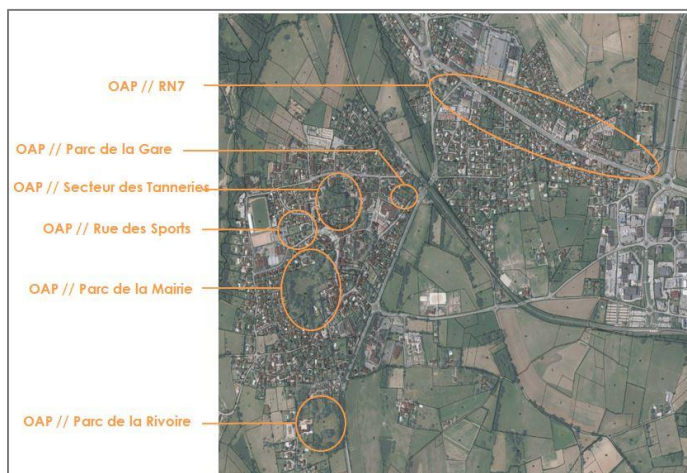 OAP // RN7
OAP // Parc de la Gare
OAP // Secteur des Tanneries
OAP // Rue des Sports
OAP // Parc de la Mairie
OAP // Parc de la Rivoire